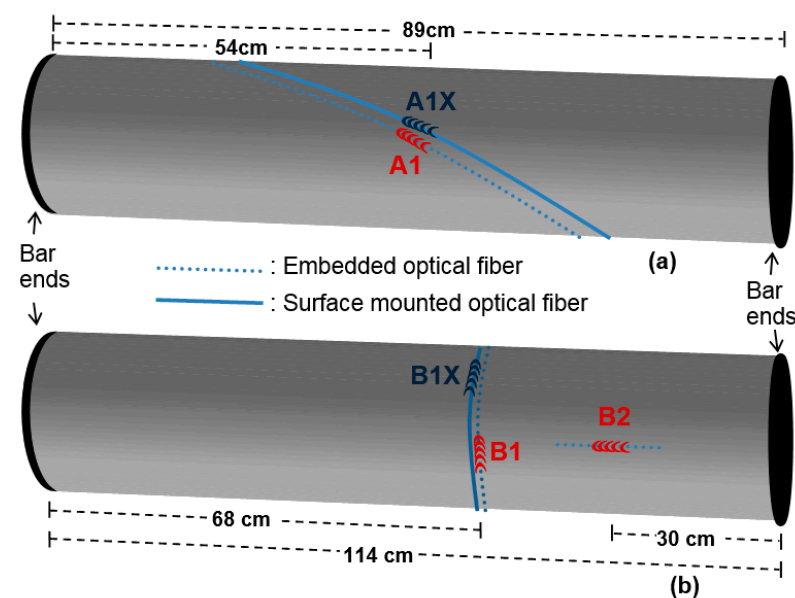 89cm
54cm
A1X
A1
Bar
ends
(a)
: Embedded optical fiber
: Surface mounted optical fiber
Bar
ends
B1X
B2
B1
68 cm
30 cm
114 cm
(b)